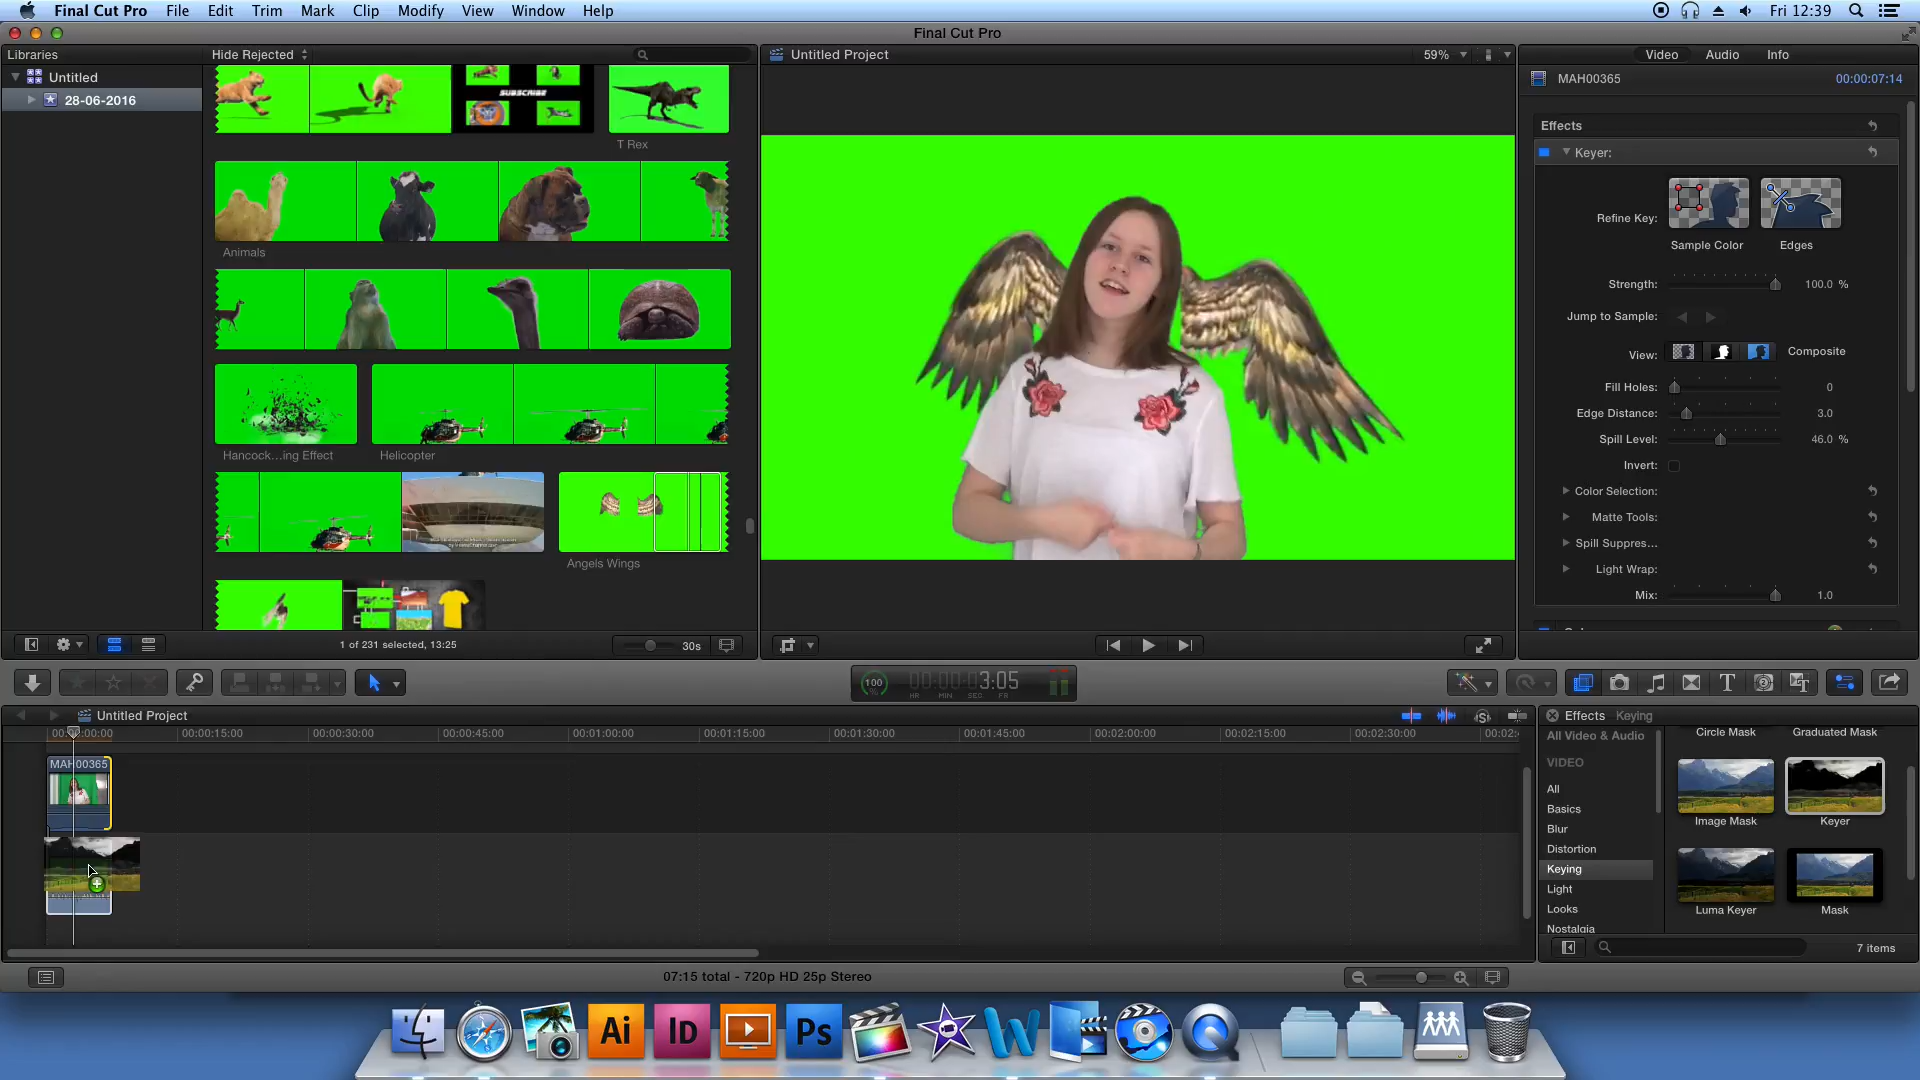 Final Cut Pro File Edit Trim Mark Clip Modify View Window Help Fri 12:39
Final Cut Pro
Libraries
Hide Rejected
Untitled Project
59%
Video Audio Info
Untitled
28-06-2016
MAH00365 00:00:07:14
SUBSCRIBE
T Rex
Animals
Hancock...ing Effect
Helicopter
Angels Wings
Effects
Keyer:
Refine Key:
Sample Color Edges
Strength: 100.0 %
Jump to Sample:
View: Composite
Fill Holes: 0
Edge Distance: 3.0
Spill Level: 46.0 %
Invert:
Color Selection:
Matte Tools:
Spill Suppres...
Light Wrap:
Mix: 1.0
1 of 231 selected, 13:25
30s
100
%
00:00:03:05
HR MIN SEC FR
Untitled Project
00:00:15:00 00:00:30:00 00:00:45:00 00:01:00:00 00:01:15:00 00:01:30:00 00:01:45:00 00:02:00:00 00:02:15:00 00:02:30:00
MAH00365
Effects Keying
All Video & Audio
VIDEO
All
Basics
Blur
Distortion
Keying
Light
Looks
Nostalgia
Circle Mask Graduated Mask
Image Mask Keyer
Luma Keyer Mask
7 items
07:15 total - 720p HD 25p Stereo
Ai Id Ps W